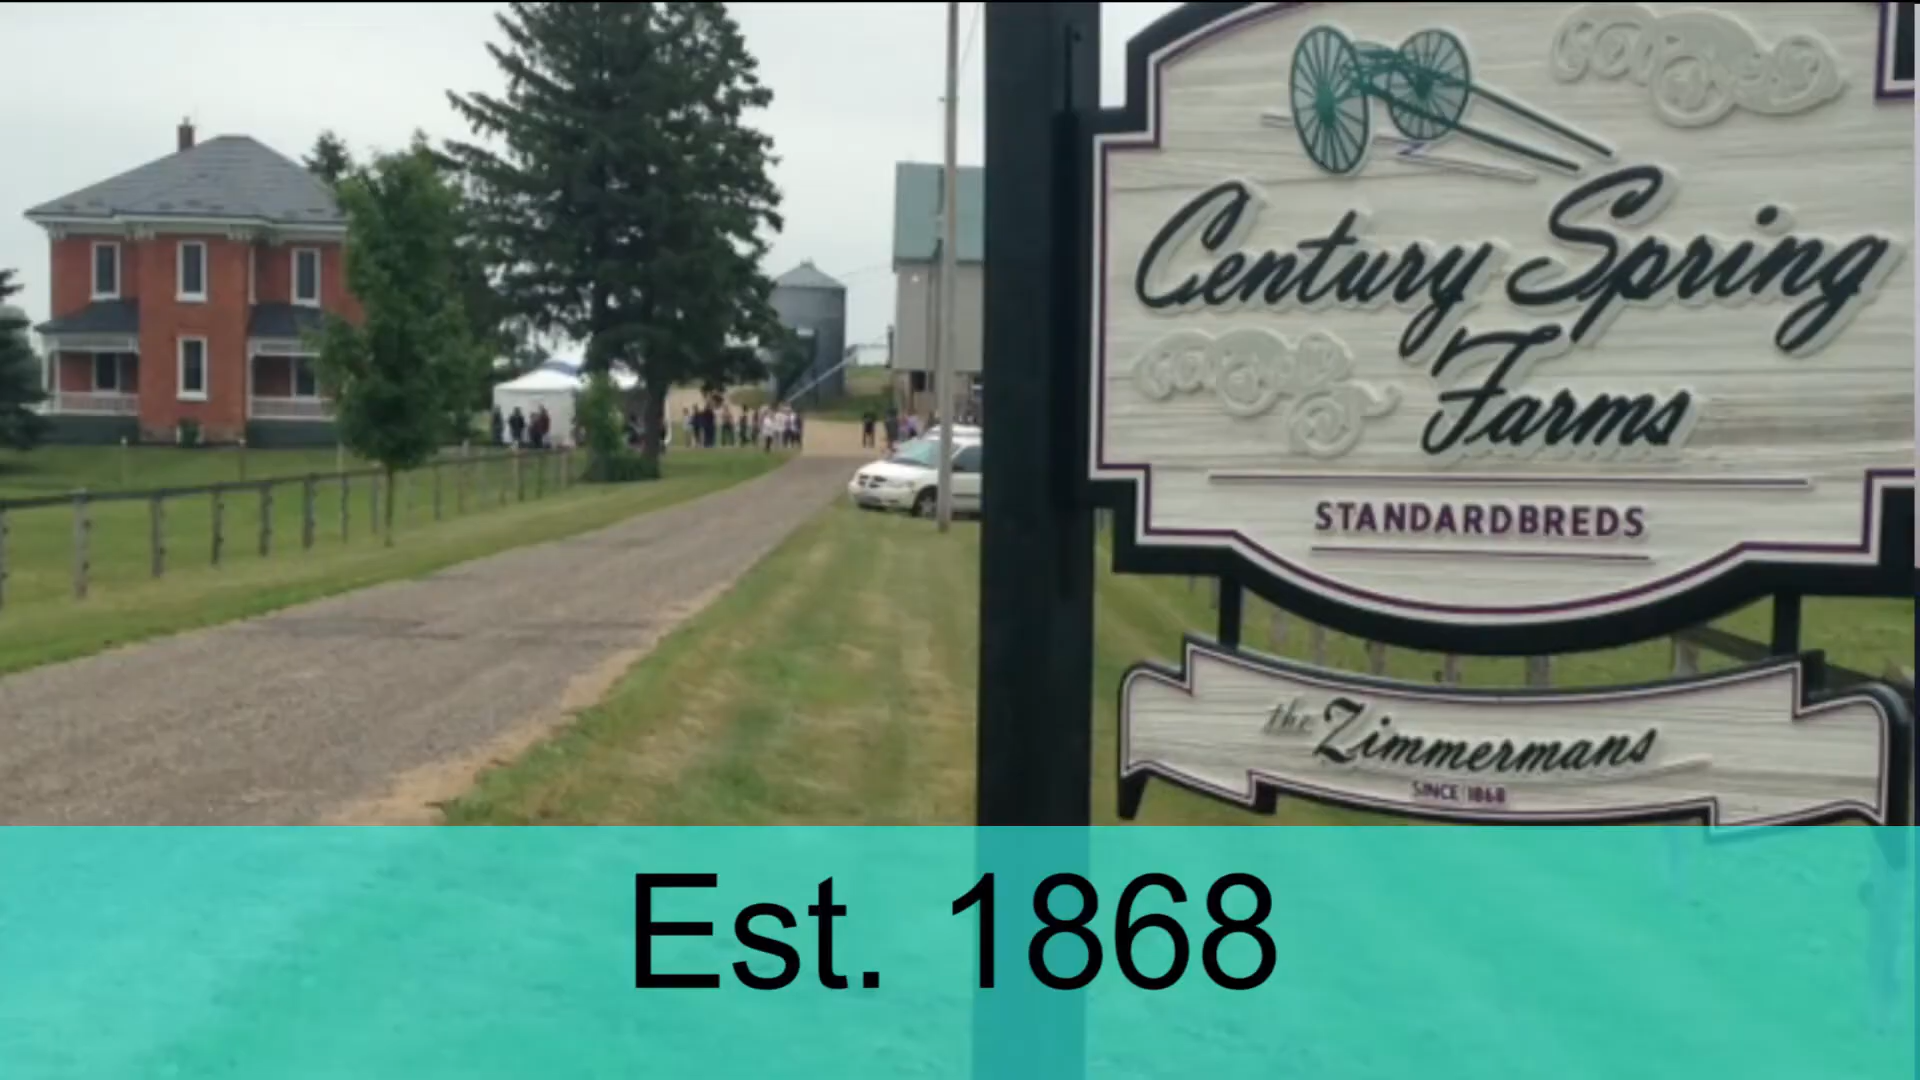 Century Spring
Farms
STANDARDBREDS
the Zimmermans
SINCE 1868
Est. 1868